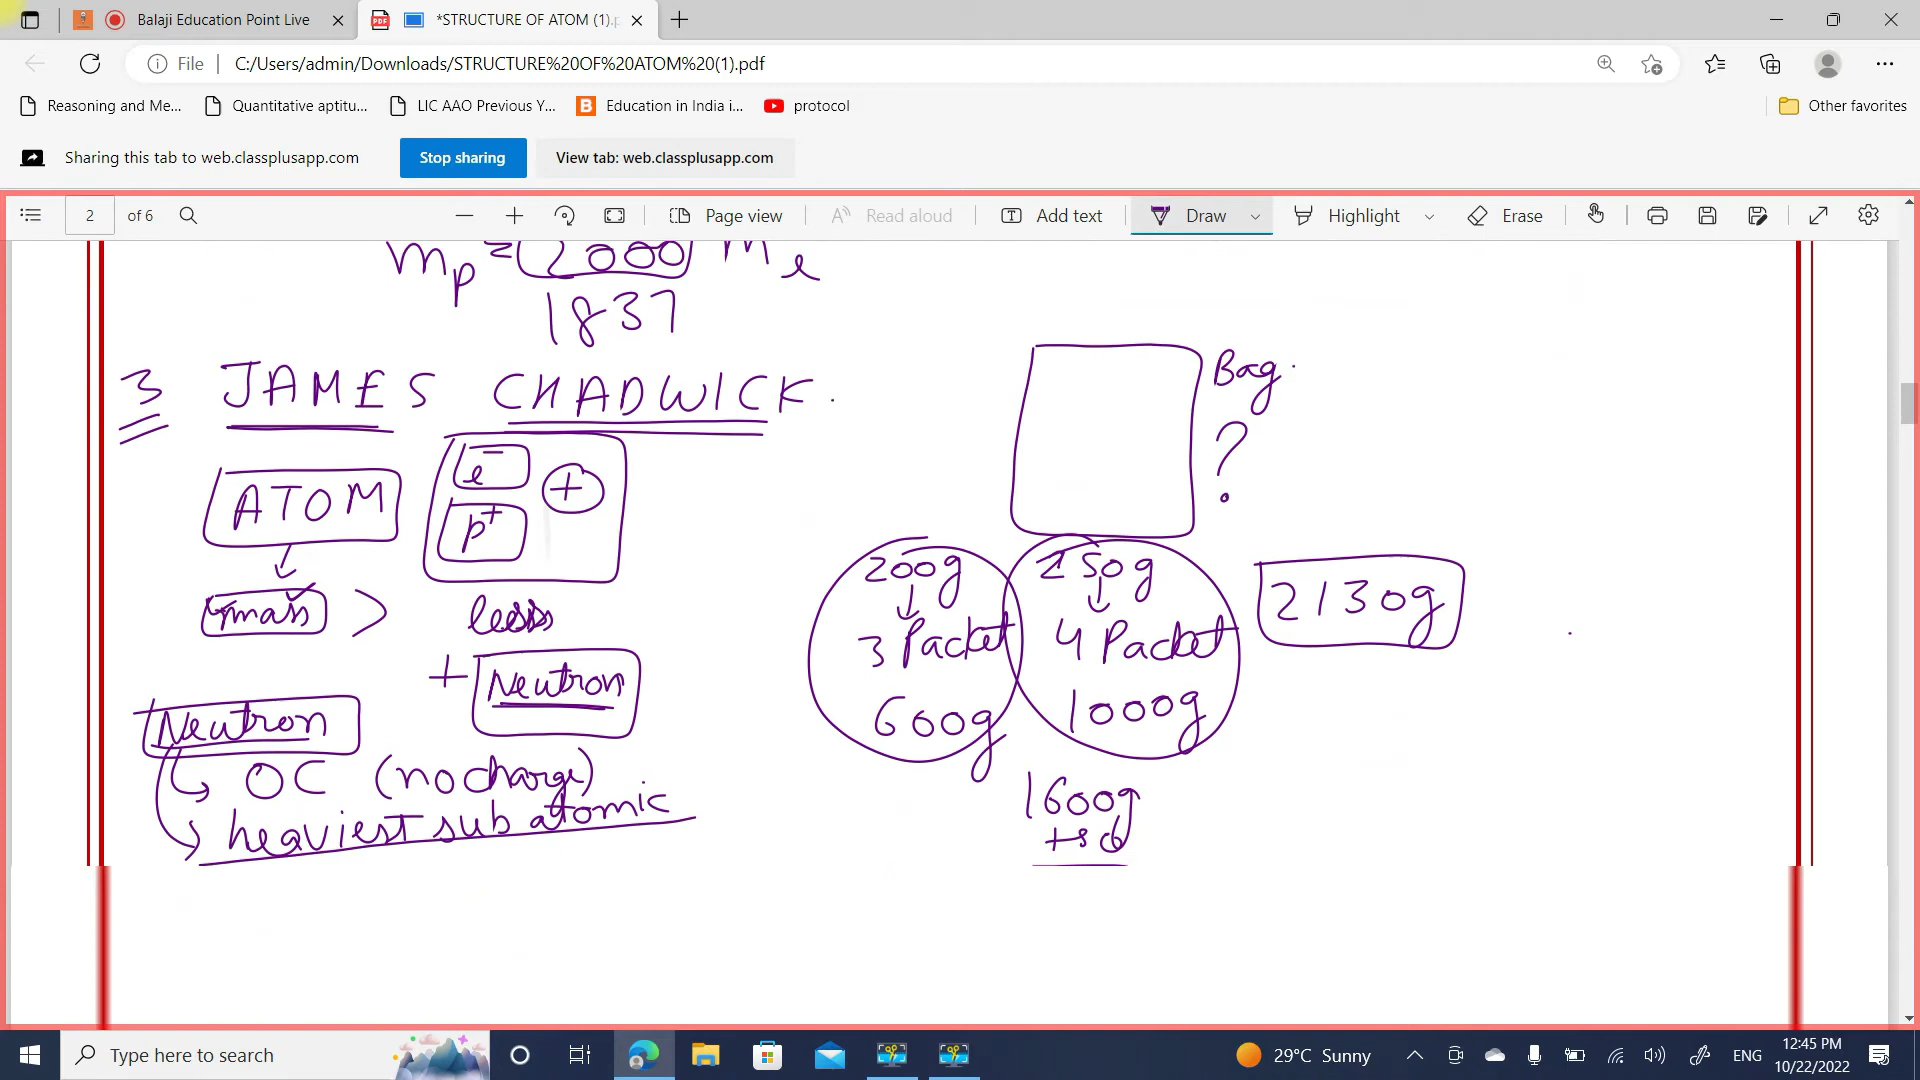 Balaji Education Point Live
*STRUCTURE OF ATOM (1).p
File C:/Users/admin/Downloads/STRUCTURE%20OF%20ATOM%20(1).pdf
Reasoning and Me... Quantitative aptitu... LIC AAO Previous Y... Education in India i... protocol Other favorites
Sharing this tab to web.classplusapp.com Stop sharing View tab: web.classplusapp.com
2 of 6 Page view Read aloud Add text Draw Highlight Erase
mp = 2000 me
1837
3 JAMES CHADWICK.
Bag.
?
ATOM
e-
+
p+
mass > less
+ Neutron
Neutron
OC (no charge)
heaviest sub atomic
200g
3 Packet
600g
250g
4 Packet
1000g
2130g
1600g
Type here to search
29°C Sunny
ENG
12:45 PM
10/22/2022